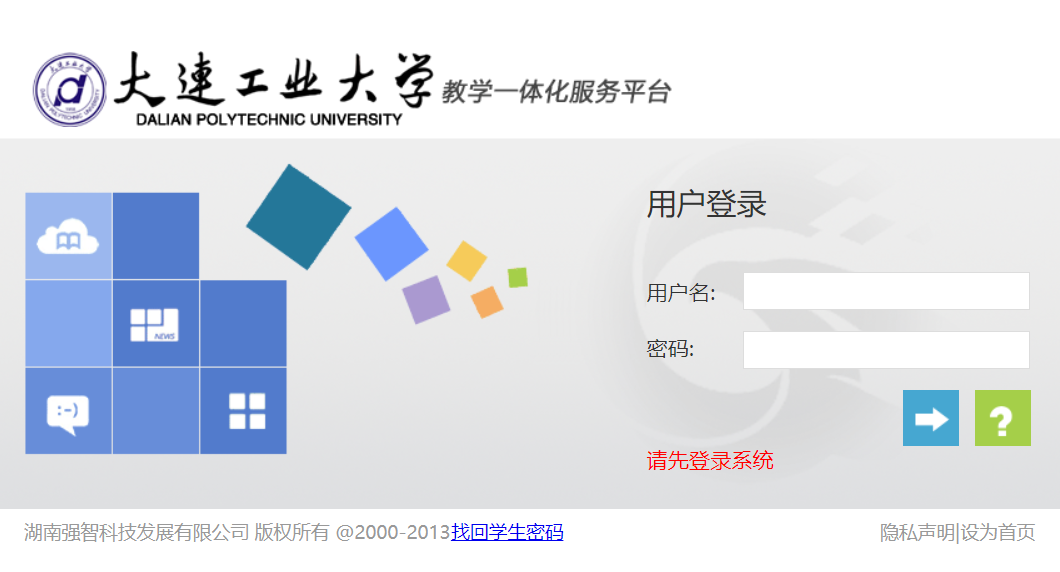 大連工业大学 教学一体化服务平台
DALIAN POLYTECHNIC UNIVERSITY
用户登录
用户名:
密码:
NEWS
:-)
?
请先登录系统
湖南强智科技发展有限公司 版权所有 @2000-2013找回学生密码
隐私声明|设为首页